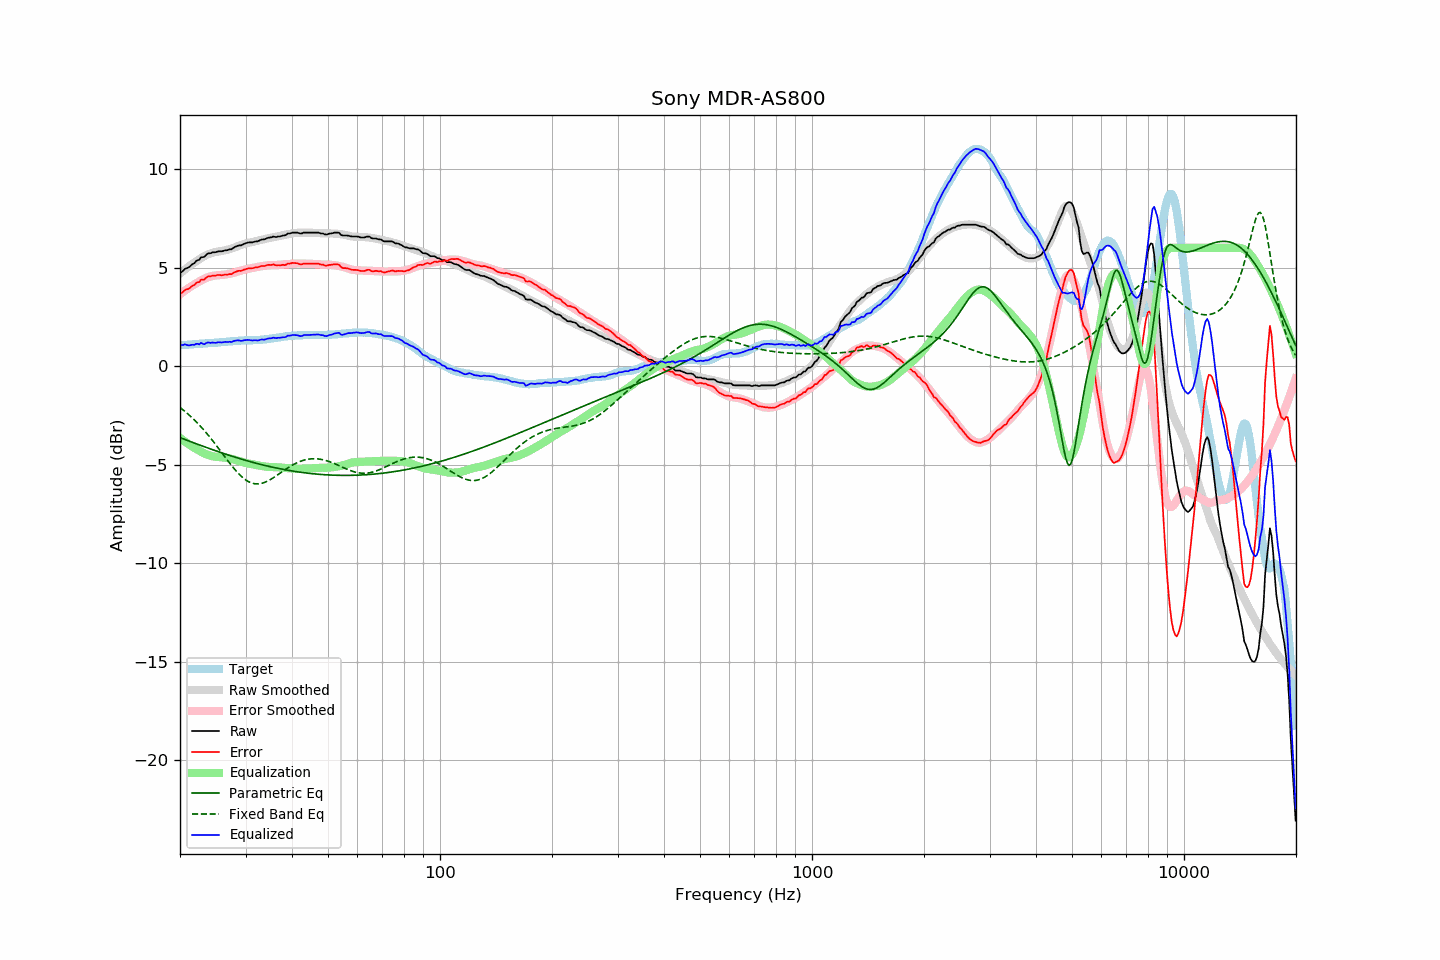 Sony MDR-AS800
Amplitude (dBr)
10
5
0
−5
−10
−15
−20
Target
Raw Smoothed
Error Smoothed
Raw
Error
Equalization
Parametric Eq
Fixed Band Eq
Equalized
100
1000
10000
Frequency (Hz)